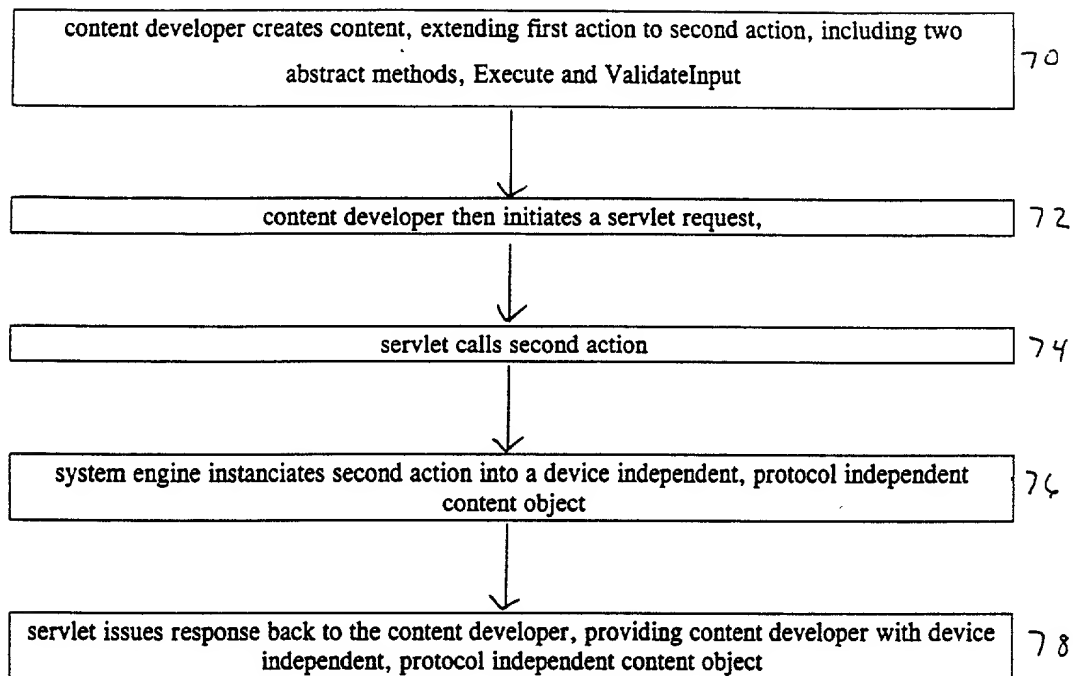 content developer creates content, extending first action to second action, including two
abstract methods, Execute and ValidateInput
70
content developer then initiates a servlet request,
72
servlet calls second action
74
system engine instanciates second action into a device independent, protocol independent
content object
76
servlet issues response back to the content developer, providing content developer with device
independent, protocol independent content object
78